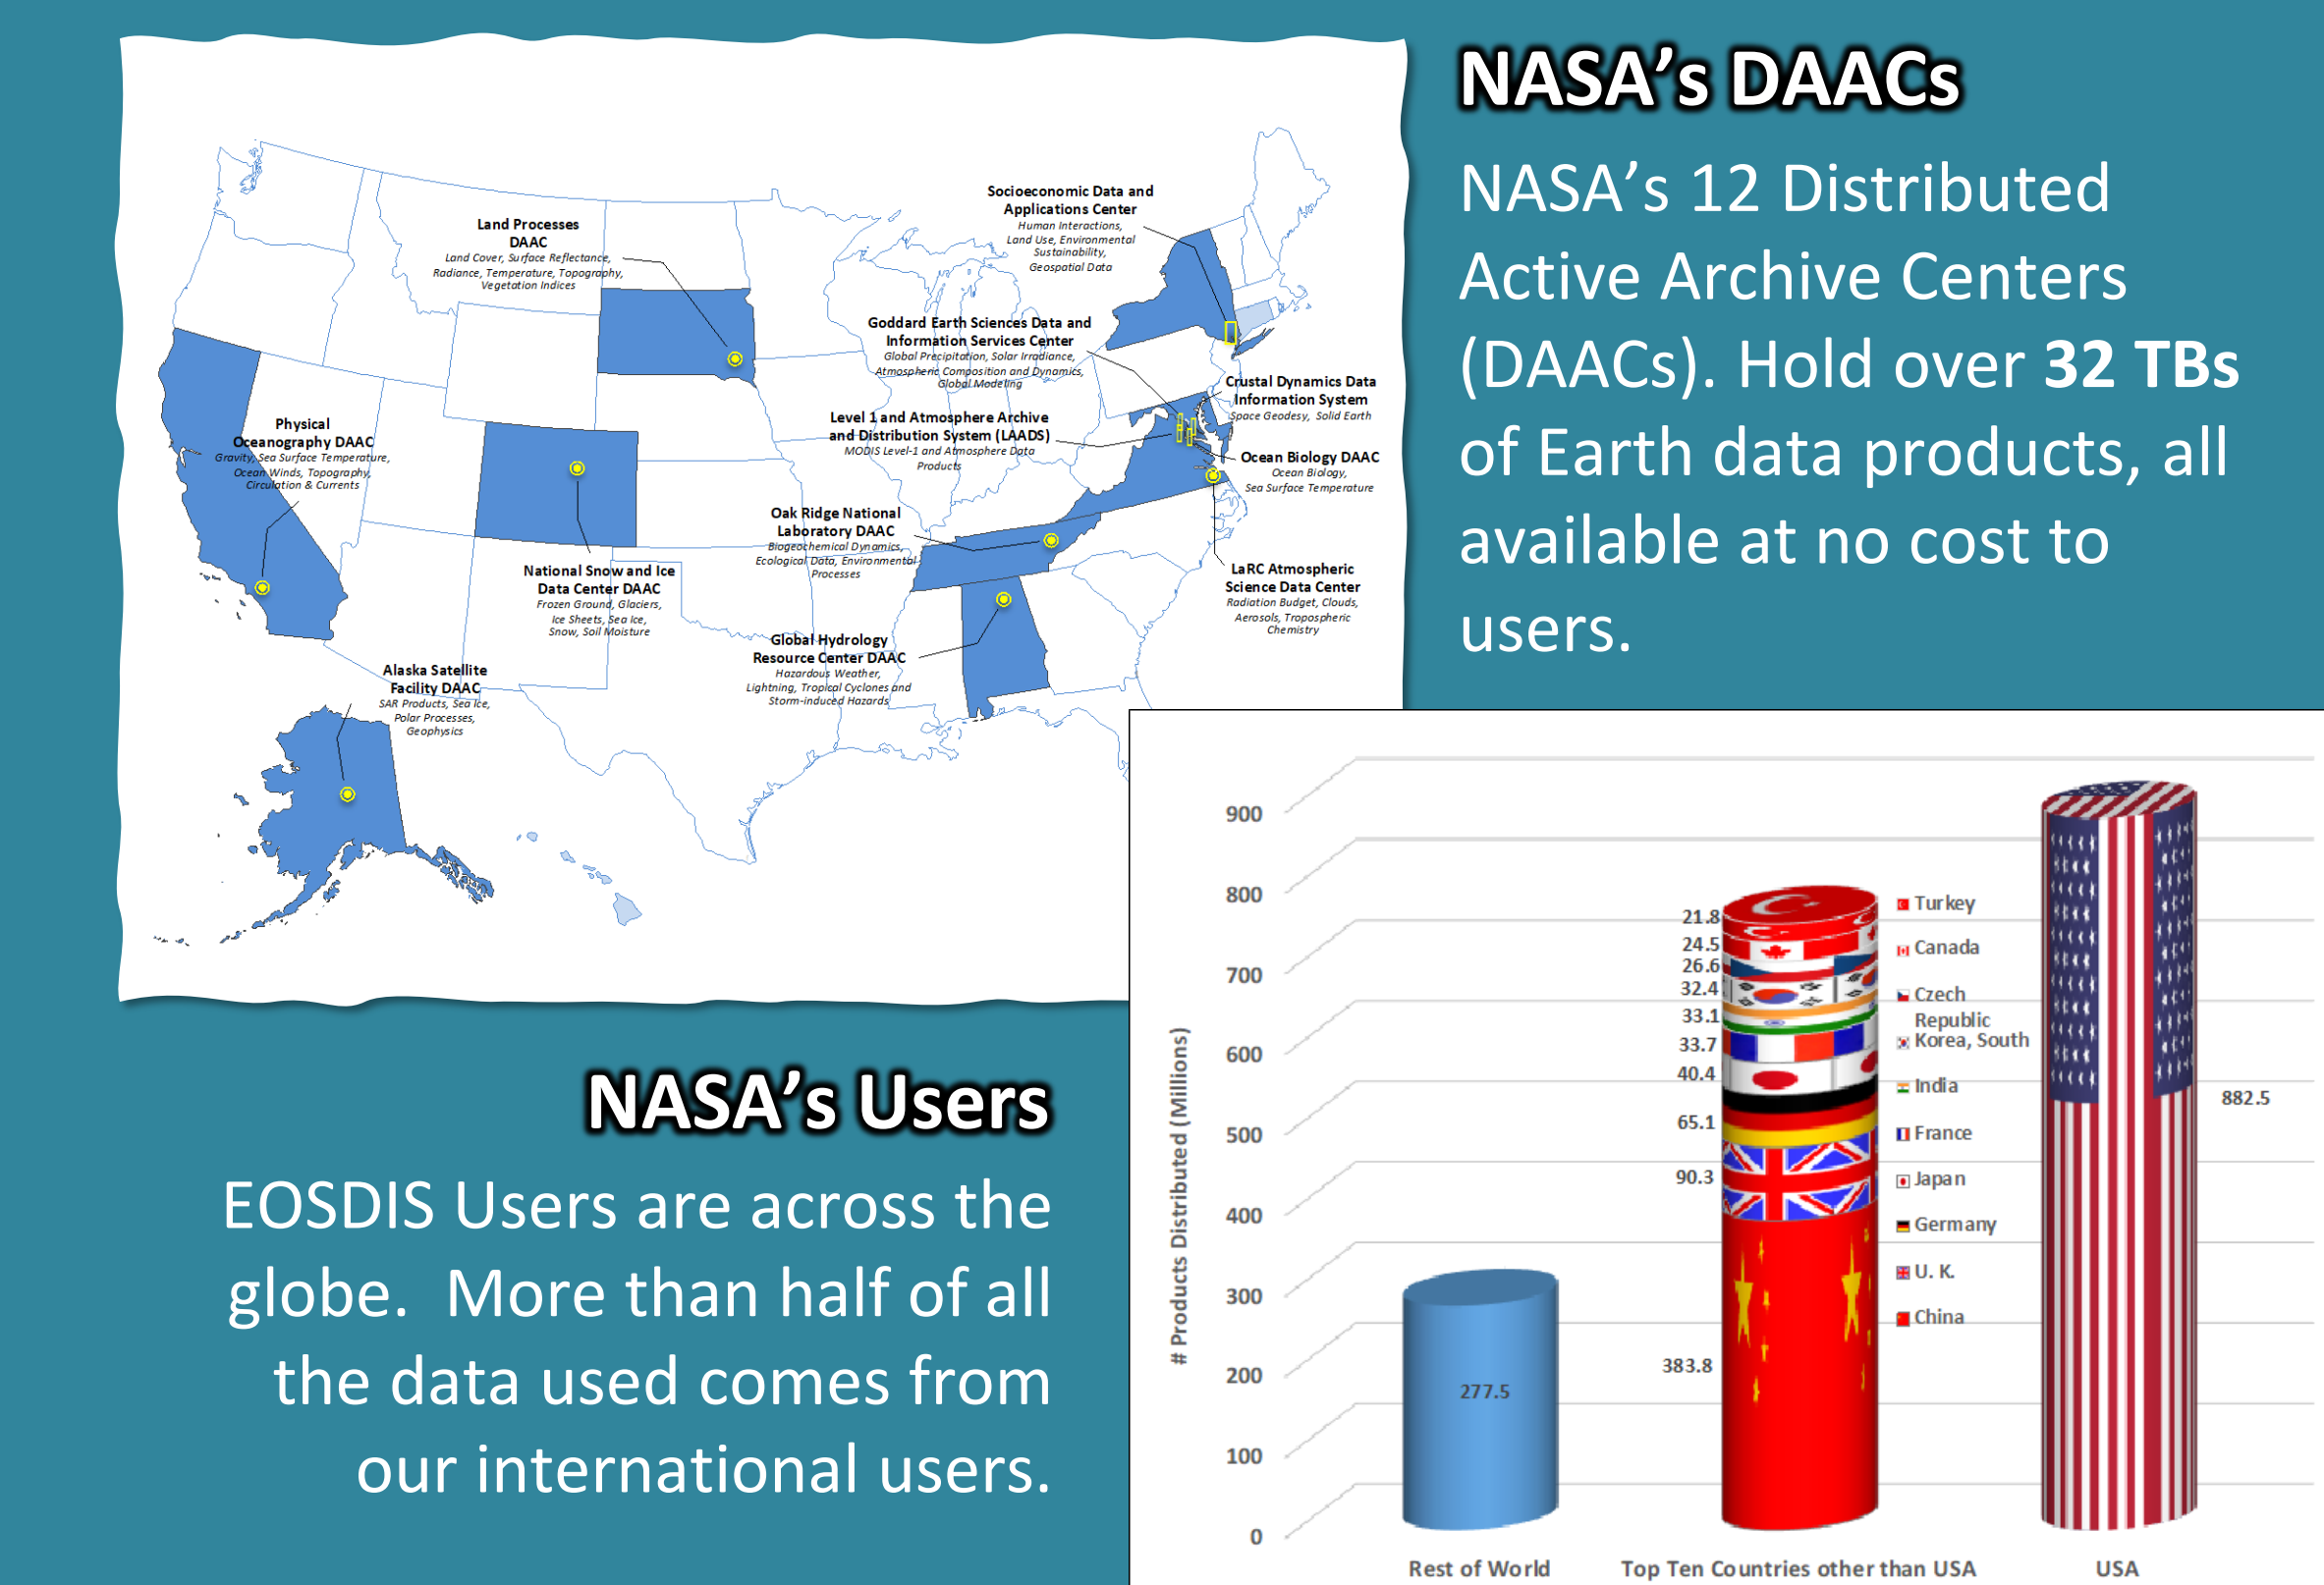 NASA's DAACs
NASA's 12 Distributed
Active Archive Centers
(DAACs). Hold over 32 TBs
of Earth data products, all
available at no cost to
users.
Land Processes
DAAC
Land Cover, Surface Reflectance,
Radiance, Temperature, Topography,
Vegetation Indices
Socioeconomic Data and
Applications Center
Human Interactions,
Land Use, Environmental
Sustainability,
Geospatial Data
Goddard Earth Sciences Data and
Information Services Center
Global Precipitation, Solar Irradiance,
Atmospheric Composition and Dynamics,
Global Modeling
Crustal Dynamics Data
Information System
Space Geodesy, Solid Earth
Physical
Oceanography DAAC
Gravity, Sea Surface Temperature,
Ocean Winds, Topography,
Circulation & Currents
Level 1 and Atmosphere Archive
and Distribution System (LAADS)
MODIS Level-1 and Atmosphere Data
Products
Ocean Biology DAAC
Ocean Biology,
Sea Surface Temperature
Oak Ridge National
Laboratory DAAC
Biogeochemical Dynamics,
Ecological Data, Environmental
Processes
National Snow and Ice
Data Center DAAC
Frozen Ground, Glaciers,
Ice Sheets, Sea Ice,
Snow, Soil Moisture
LaRC Atmospheric
Science Data Center
Radiation Budget, Clouds,
Aerosols, Tropospheric
Chemistry
Global Hydrology
Resource Center DAAC
Hazardous Weather,
Lightning, Tropical Cyclones and
Storm-induced Hazards
Alaska Satellite
Facility DAAC
SAR Products, Sea Ice,
Polar Processes,
Geophysics
NASA's Users
EOSDIS Users are across the
globe.  More than half of all
the data used comes from
our international users.
# Products Distributed (Millions)
900
800
700
600
500
400
300
200
100
0
277.5
21.8
24.5
26.6
32.4
33.1
33.7
40.4
65.1
90.3
383.8
Turkey
Canada
Czech
Republic
Korea, South
India
France
Japan
Germany
U. K.
China
882.5
Rest of World
Top Ten Countries other than USA
USA